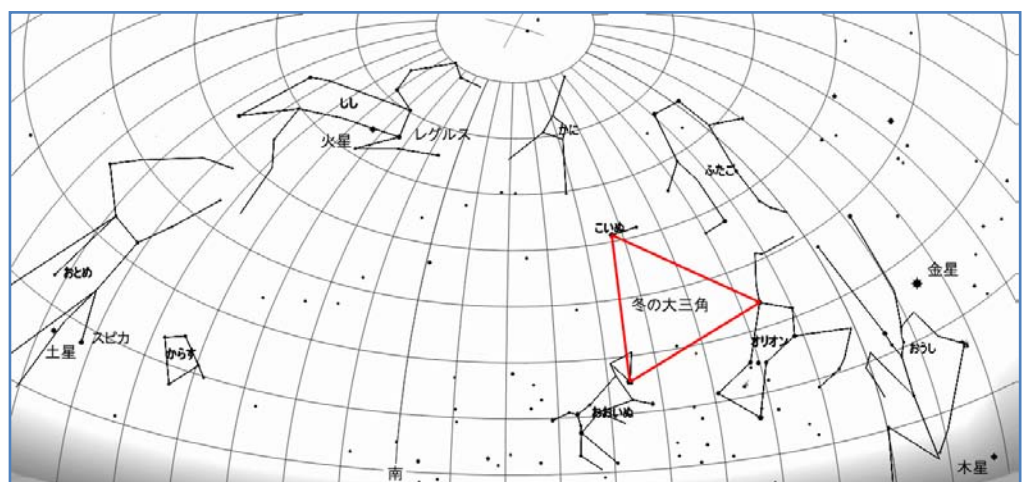 しし
火星
レグルス
かに
ふたご
こいぬ
おとめ
冬の大三角
金星
土星
スピカ
からす
オリオン
おうし
おおいぬ
南
木星